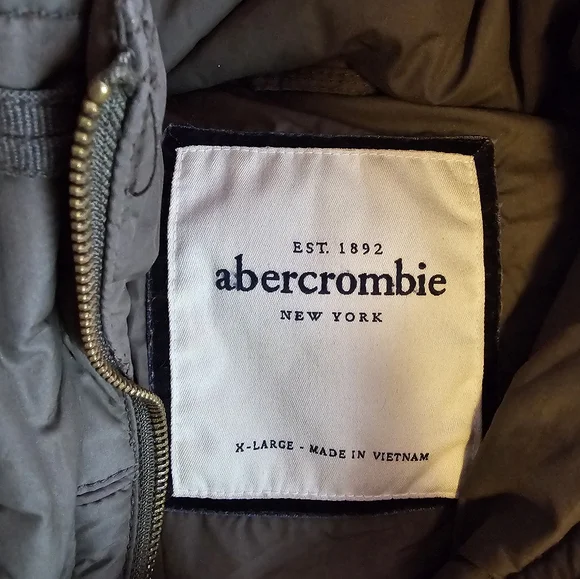 EST. 1892
abercrombie
NEW YORK
X-LARGE - MADE IN VIETNAM